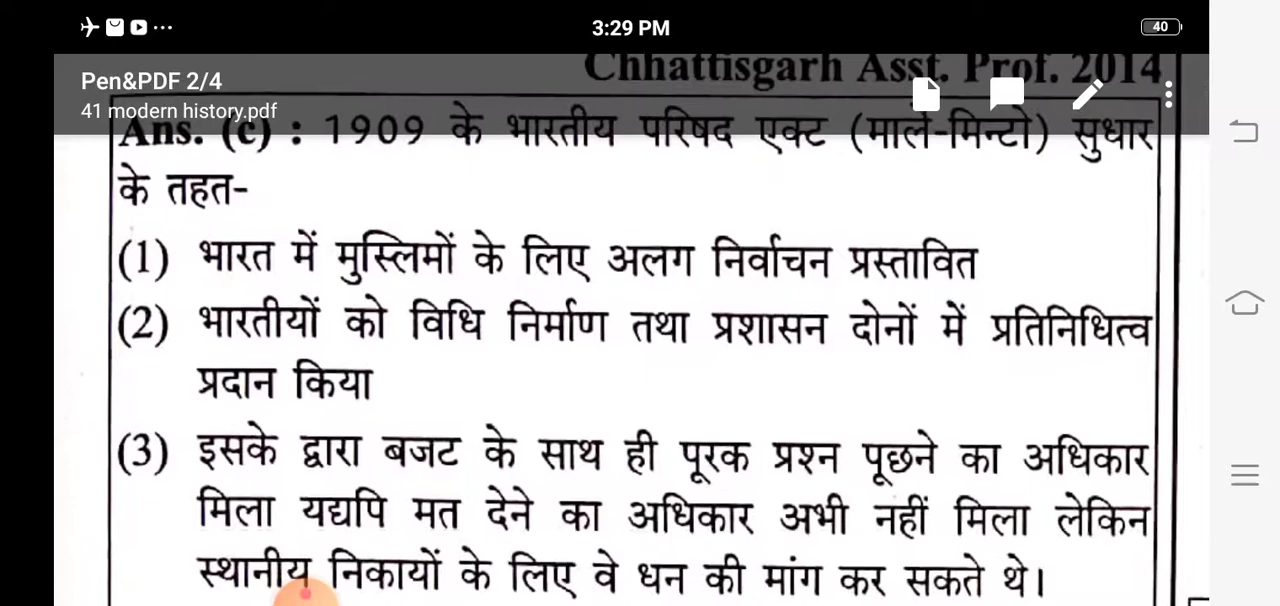 3:29 PM
40
Chhattisgarh Asst. Prof. 2014
Pen&PDF 2/4
41 modern history.pdf
Ans. (c) : 1909 के भारतीय परिषद एक्ट (मार्ले-मिन्टो) सुधार
के तहत-
(1) भारत में मुस्लिमों के लिए अलग निर्वाचन प्रस्तावित
(2) भारतीयों को विधि निर्माण तथा प्रशासन दोनों में प्रतिनिधित्व
प्रदान किया
(3) इसके द्वारा बजट के साथ ही पूरक प्रश्न पूछने का अधिकार
मिला यद्यपि मत देने का अधिकार अभी नहीं मिला लेकिन
स्थानीय निकायों के लिए वे धन की मांग कर सकते थे।